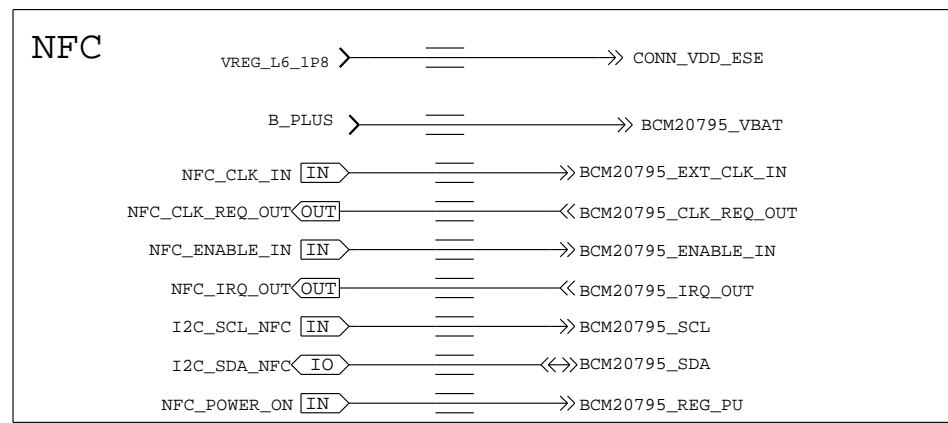 NFC
VREG_L6_1P8 CONN_VDD_ESE
B_PLUS BCM20795_VBAT
NFC_CLK_IN IN BCM20795_EXT_CLK_IN
NFC_CLK_REQ_OUT OUT BCM20795_CLK_REQ_OUT
NFC_ENABLE_IN IN BCM20795_ENABLE_IN
NFC_IRQ_OUT OUT BCM20795_IRQ_OUT
I2C_SCL_NFC IN BCM20795_SCL
I2C_SDA_NFC IO BCM20795_SDA
NFC_POWER_ON IN BCM20795_REG_PU